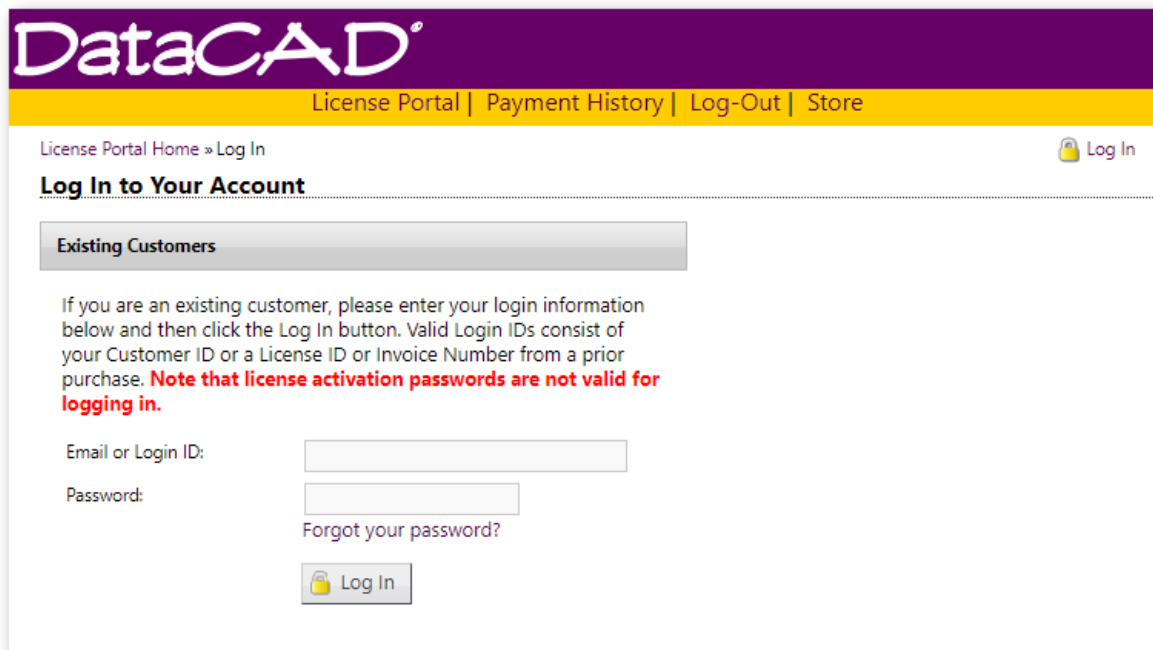 DataCAD®
License Portal | Payment History | Log-Out | Store
License Portal Home » Log In
Log In
Log In to Your Account
Existing Customers
If you are an existing customer, please enter your login information
below and then click the Log In button. Valid Login IDs consist of
your Customer ID or a License ID or Invoice Number from a prior
purchase. Note that license activation passwords are not valid for
logging in.
Email or Login ID:
Password:
Forgot your password?
Log In